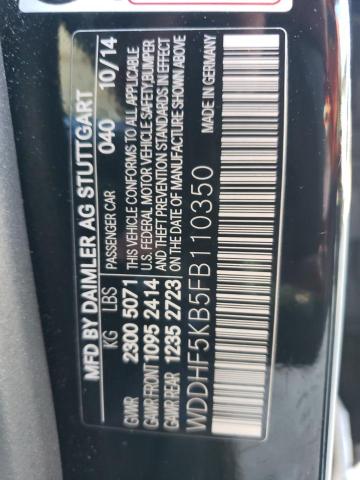 MFD BY DAIMLER AG STUTTGART
KG LBS PASSENGER CAR 040 10/14
GVWR 2300 5071 THIS VEHICLE CONFORMS TO ALL APPLICABLE
GAWR FRONT 1095 2414 U.S. FEDERAL MOTOR VEHICLE SAFETY, BUMPER
AND THEFT PREVENTION STANDARDS IN EFFECT
GAWR REAR 1235 2723 ON THE DATE OF MANUFACTURE SHOWN ABOVE
WDDHF5KB5FB110350 MADE IN GERMANY